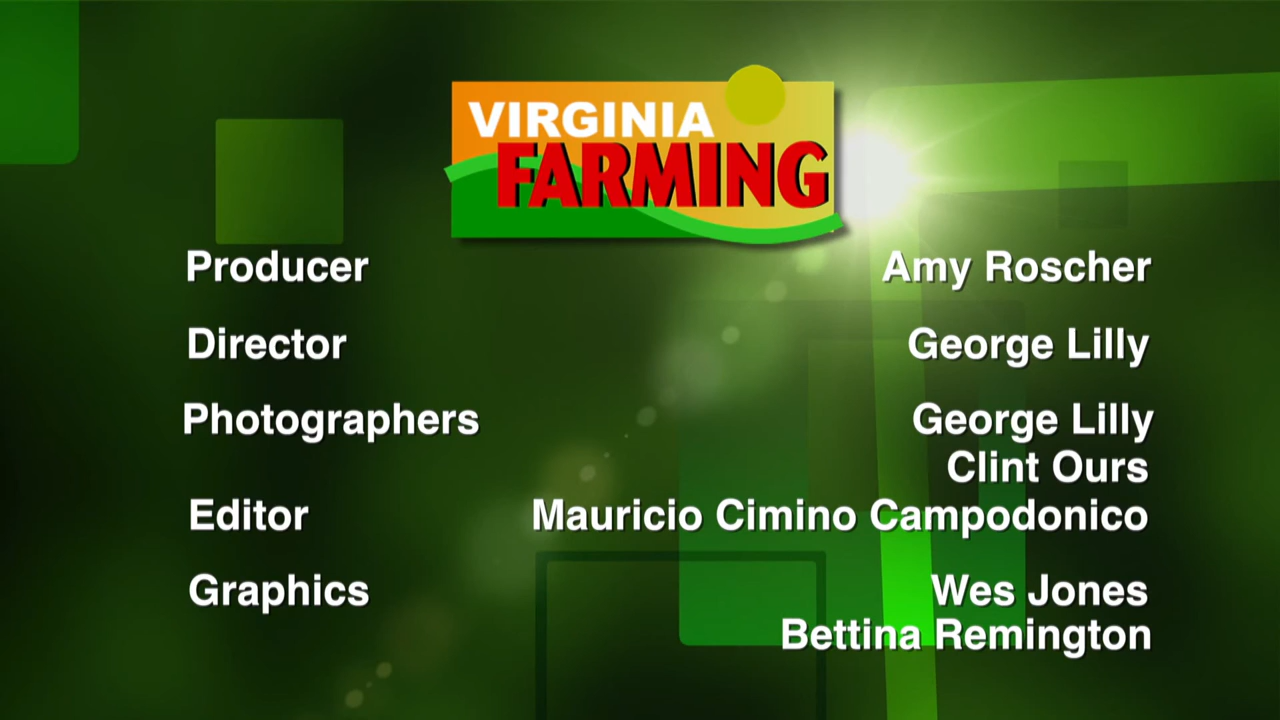 VIRGINIA
FARMING
Producer Amy Roscher
Director George Lilly
Photographers George Lilly
Clint Ours
Editor Mauricio Cimino Campodonico
Graphics Wes Jones
Bettina Remington